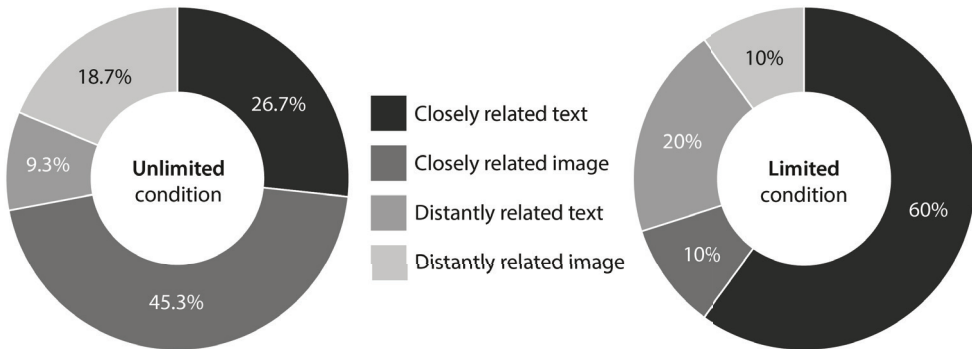 18.7%
26.7%
9.3%
Unlimited
condition
45.3%
Closely related text
Closely related image
Distantly related text
Distantly related image
10%
20%
Limited
condition
10%
60%